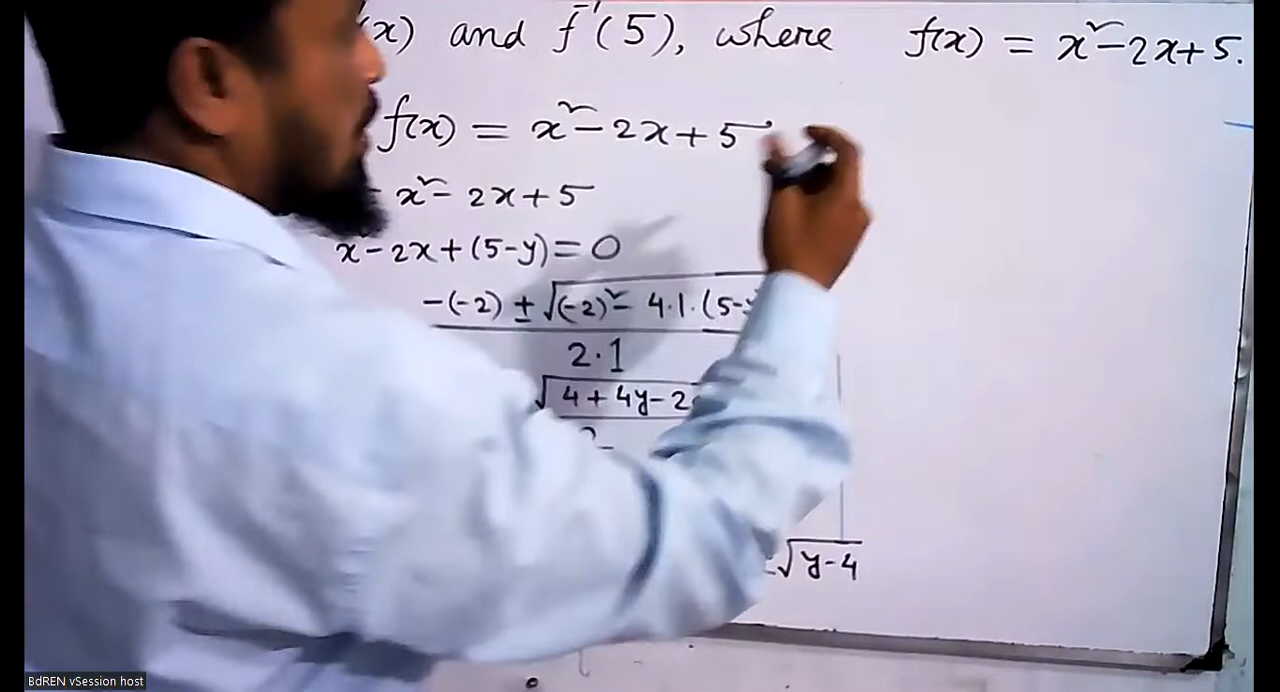 (x) and f⁻¹(5), where f(x) = x² - 2x + 5.
f(x) = x² - 2x + 5
x² - 2x + 5
x² - 2x + (5-y) = 0
-(-2) ± √(-2)² - 4·1·(5-y
2·1
√4 + 4y - 2
√y-4
BdREN vSession host